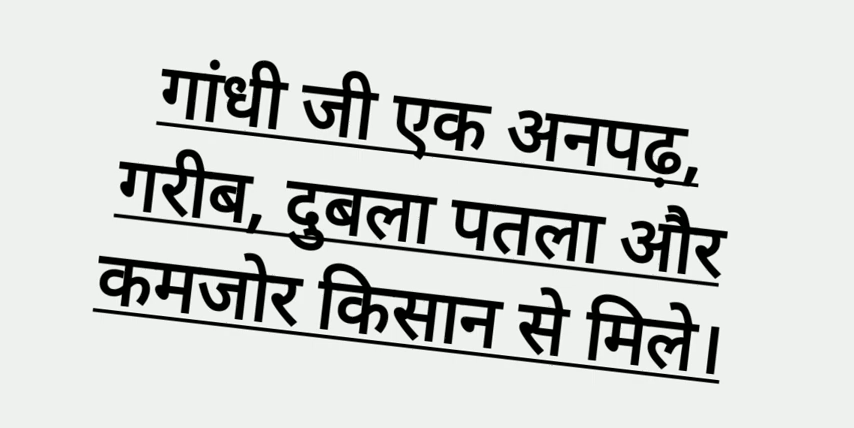 गांधी जी एक अनपढ़,
गरीब, दुबला पतला और
कमजोर किसान से मिले।